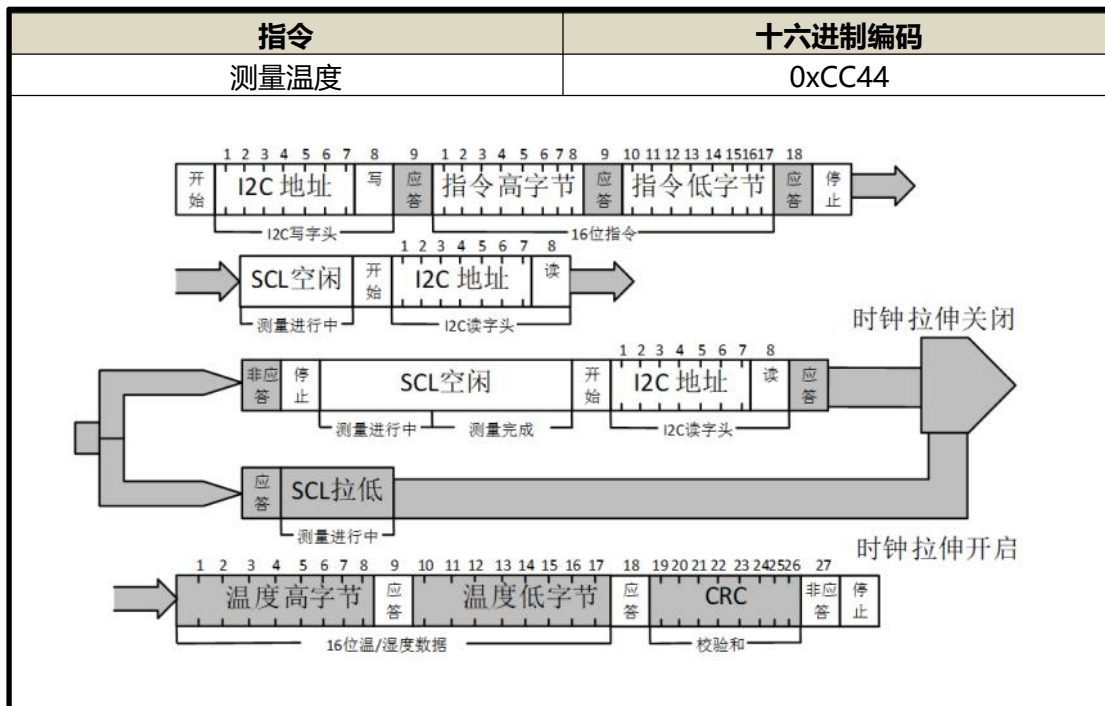 指令 十六进制编码
测量温度 0xCC44
1 2 3 4 5 6 7 8 9 1 2 3 4 5 6 7 8 9 10 11 12 13 14 15 16 17 18
开始 I2C 地址 写 应答 指令高字节 应答 指令低字节 应答 停止
I2C写字头 16位指令
1 2 3 4 5 6 7 8
SCL空闲 开始 I2C 地址 读
测量进行中 I2C读字头
时钟拉伸关闭
1 2 3 4 5 6 7 8
非应答 停止 SCL空闲 开始 I2C 地址 读 应答
测量进行中 测量完成 I2C读字头
应答 SCL拉低
测量进行中
时钟拉伸开启
1 2 3 4 5 6 7 8 9 10 11 12 13 14 15 16 17 18 19 20 21 22 23 24 25 26 27
温度高字节 应答 温度低字节 应答 CRC 非应答 停止
16位温/湿度数据 校验和